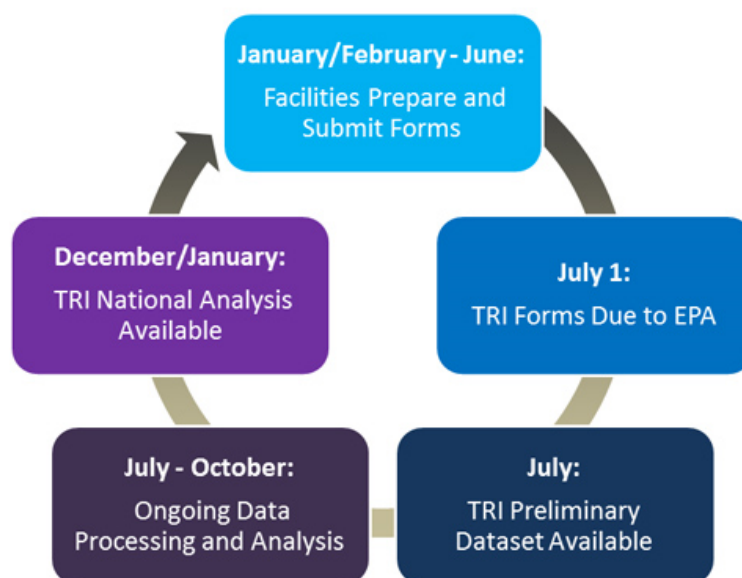 January/February - June:
Facilities Prepare and
Submit Forms
July 1:
TRI Forms Due to EPA
July:
TRI Preliminary
Dataset Available
July - October:
Ongoing Data
Processing and Analysis
December/January:
TRI National Analysis
Available